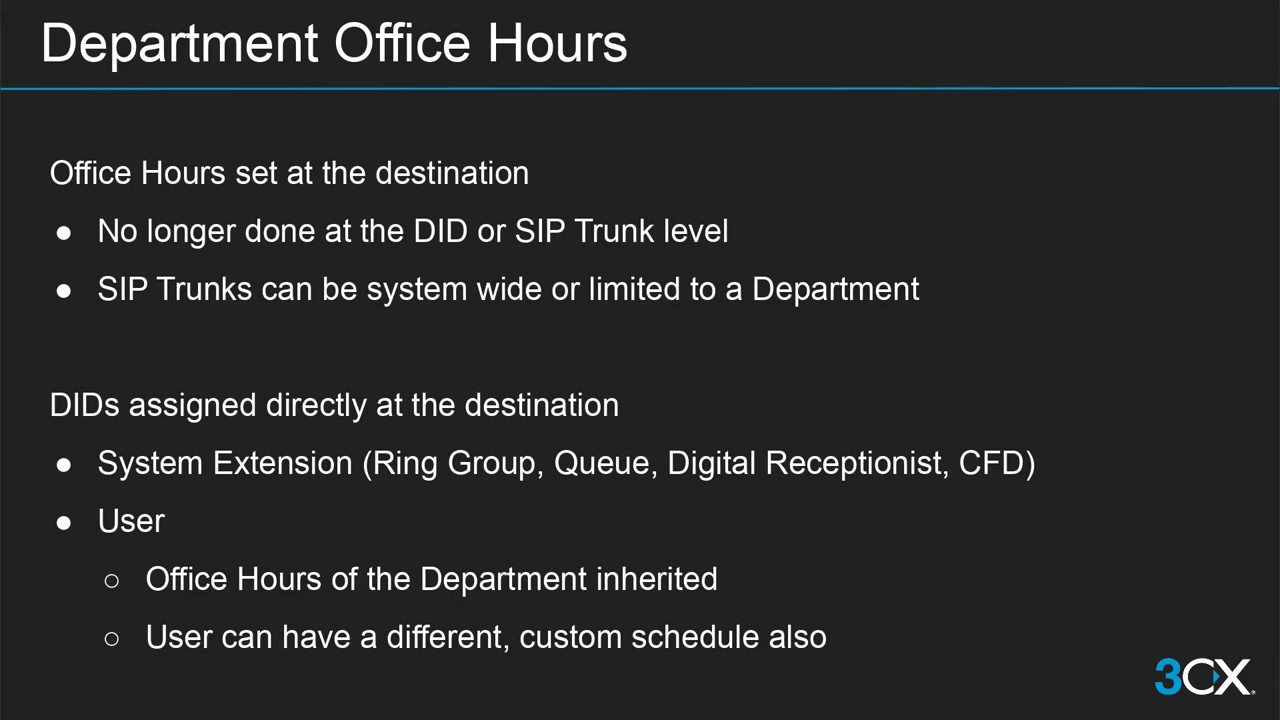 Department Office Hours
Office Hours set at the destination
● No longer done at the DID or SIP Trunk level
● SIP Trunks can be system wide or limited to a Department
DIDs assigned directly at the destination
● System Extension (Ring Group, Queue, Digital Receptionist, CFD)
● User
○ Office Hours of the Department inherited
○ User can have a different, custom schedule also
3CX®